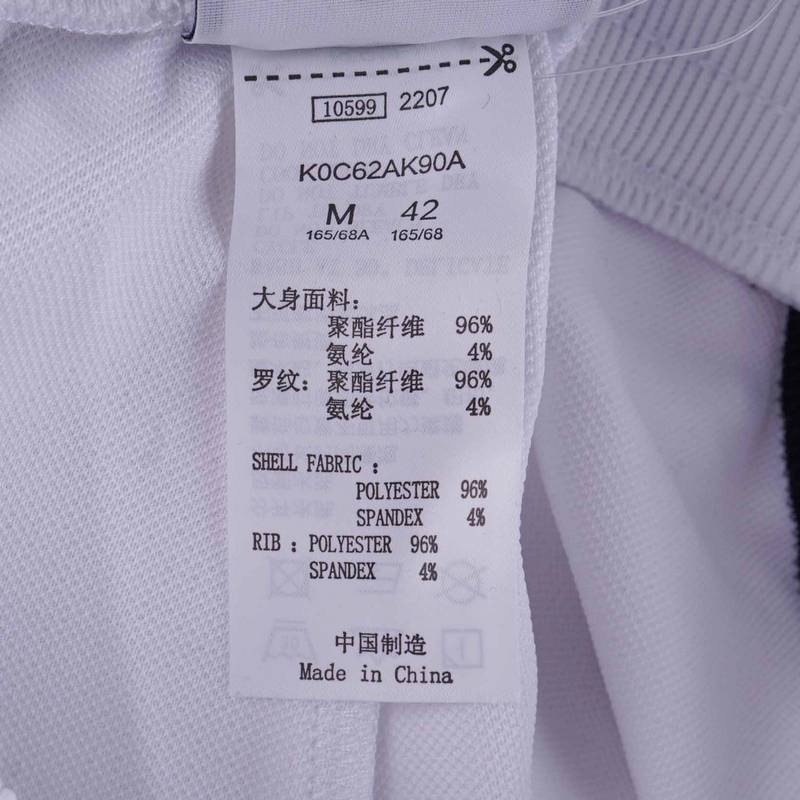 10599 2207
K0C62AK90A
M 42
165/68A 165/68
大身面料：
聚酯纤维 96%
氨纶 4%
罗纹：聚酯纤维 96%
氨纶 4%
SHELL FABRIC :
POLYESTER 96%
SPANDEX 4%
RIB : POLYESTER 96%
SPANDEX 4%
中国制造
Made in China